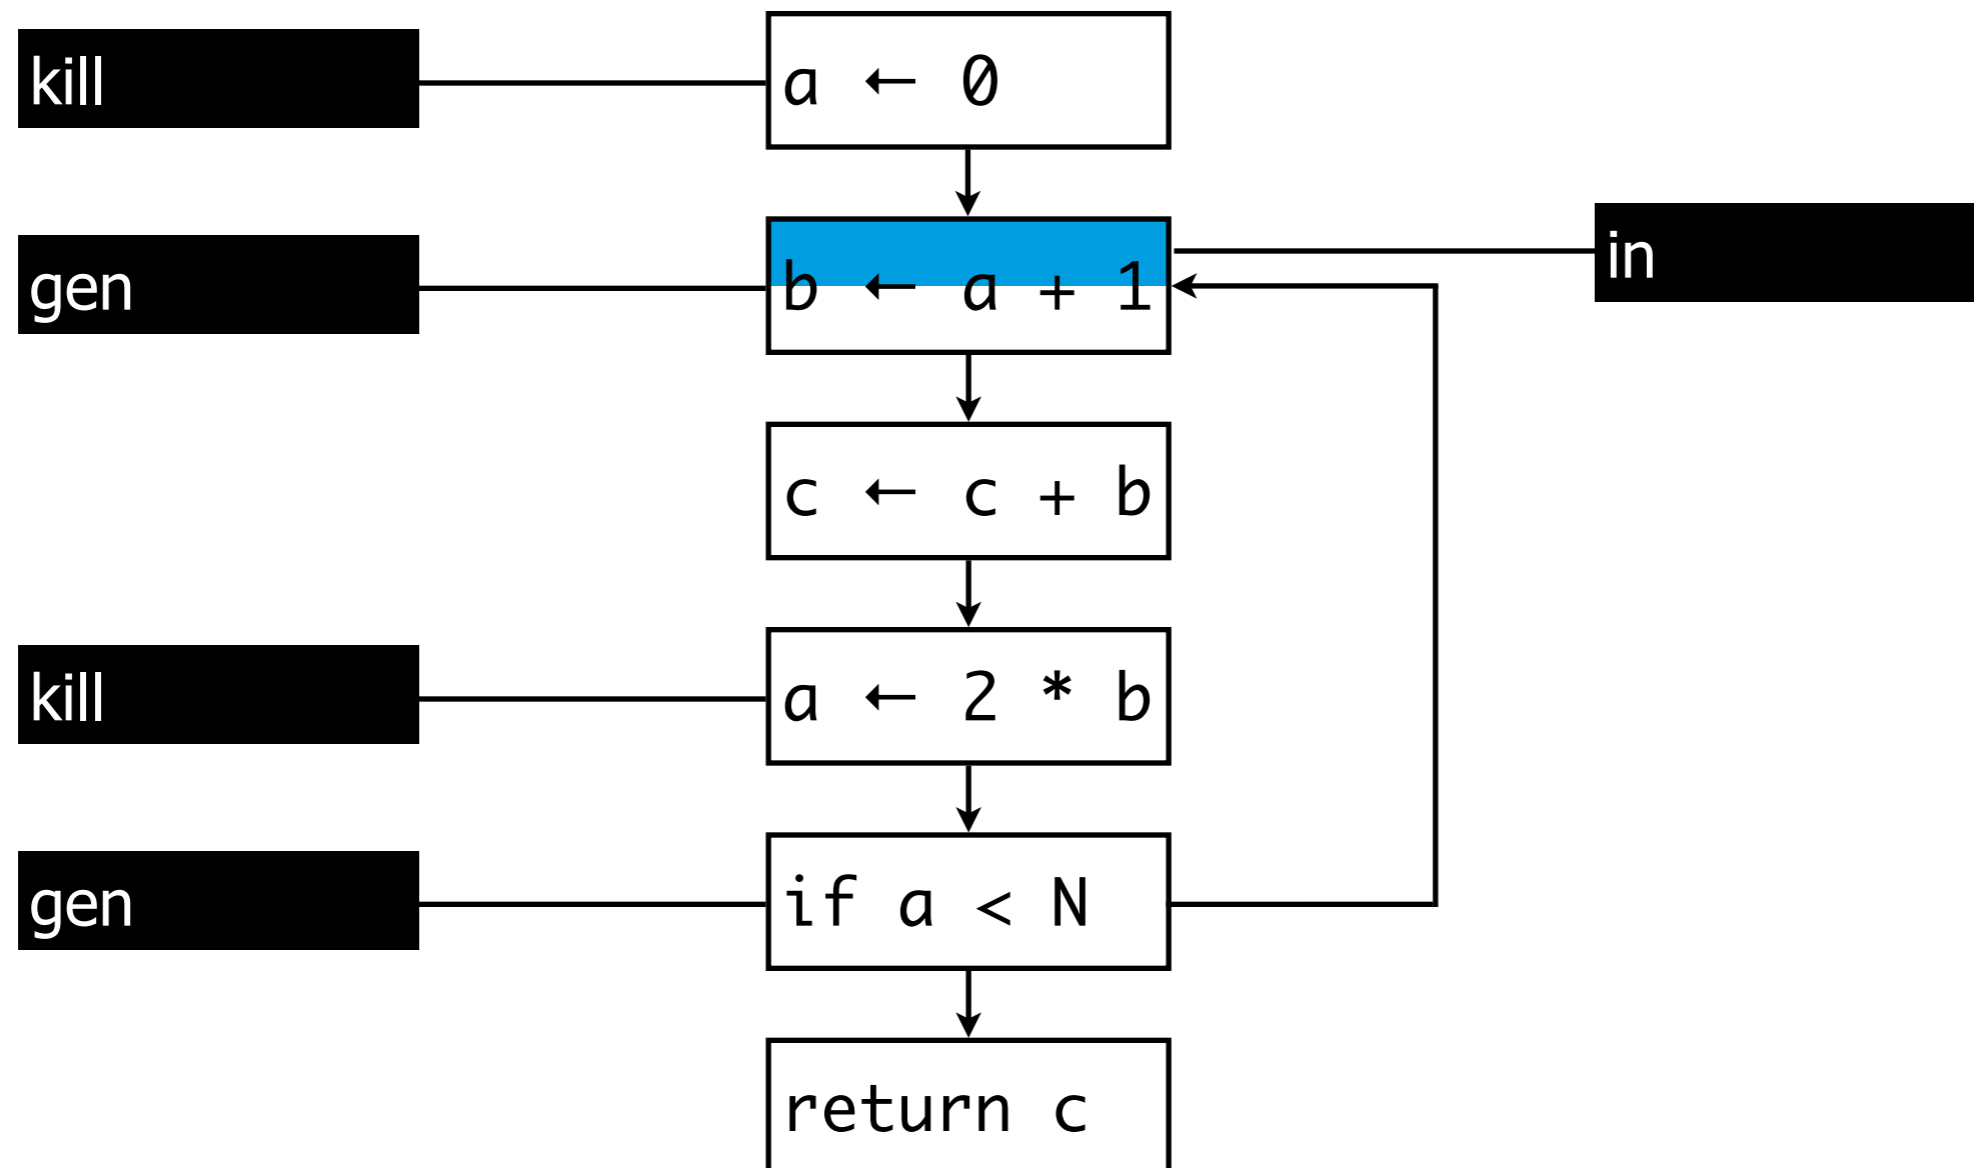 kill
a ← 0
in
gen
b ← a + 1
c ← c + b
kill
a ← 2 * b
gen
if a < N
return c